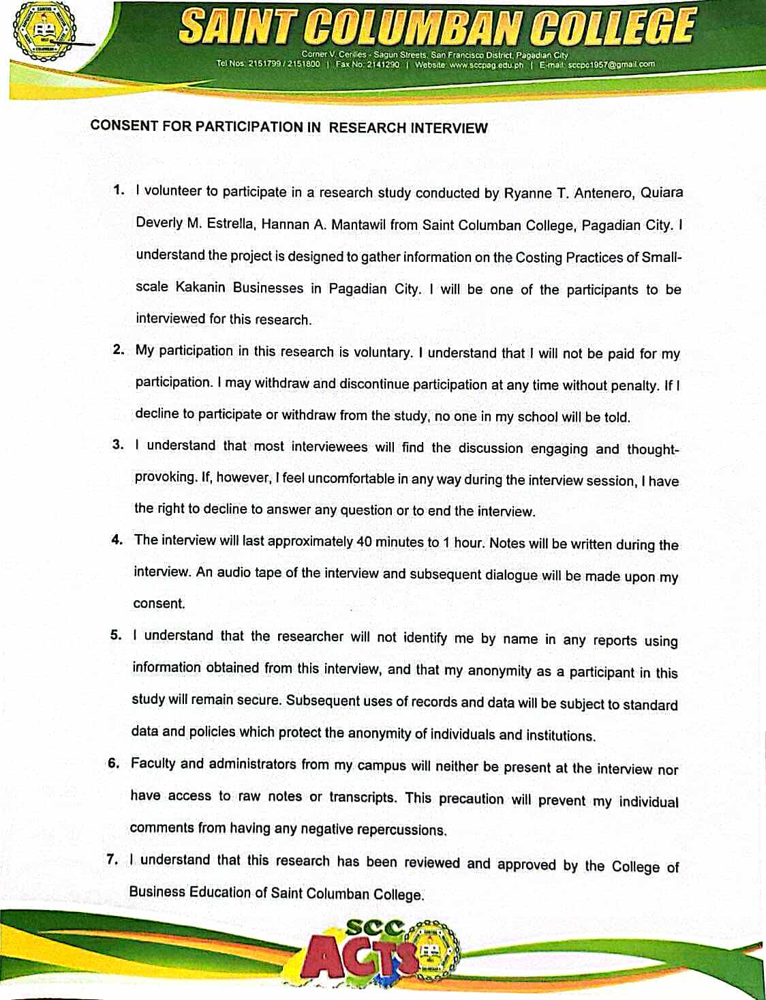 SAINT COLUMBAN COLLEGE
Corner V. Cerilles - Sagun Streets, San Francisco District, Pagadian City
Tel Nos: 2151799 / 2151800 | Fax No: 2141290 | Website: www.sccpag.edu.ph | E-mail: sccpc1957@gmail.com
CONSENT FOR PARTICIPATION IN RESEARCH INTERVIEW
1. I volunteer to participate in a research study conducted by Ryanne T. Antenero, Quiara
Deverly M. Estrella, Hannan A. Mantawil from Saint Columban College, Pagadian City. I
understand the project is designed to gather information on the Costing Practices of Small-
scale Kakanin Businesses in Pagadian City. I will be one of the participants to be
interviewed for this research.
2. My participation in this research is voluntary. I understand that I will not be paid for my
participation. I may withdraw and discontinue participation at any time without penalty. If I
decline to participate or withdraw from the study, no one in my school will be told.
3. I understand that most interviewees will find the discussion engaging and thought-
provoking. If, however, I feel uncomfortable in any way during the interview session, I have
the right to decline to answer any question or to end the interview.
4. The interview will last approximately 40 minutes to 1 hour. Notes will be written during the
interview. An audio tape of the interview and subsequent dialogue will be made upon my
consent.
5. I understand that the researcher will not identify me by name in any reports using
information obtained from this interview, and that my anonymity as a participant in this
study will remain secure. Subsequent uses of records and data will be subject to standard
data and policies which protect the anonymity of individuals and institutions.
6. Faculty and administrators from my campus will neither be present at the interview nor
have access to raw notes or transcripts. This precaution will prevent my individual
comments from having any negative repercussions.
7. I understand that this research has been reviewed and approved by the College of
Business Education of Saint Columban College.
SCC
ACTS